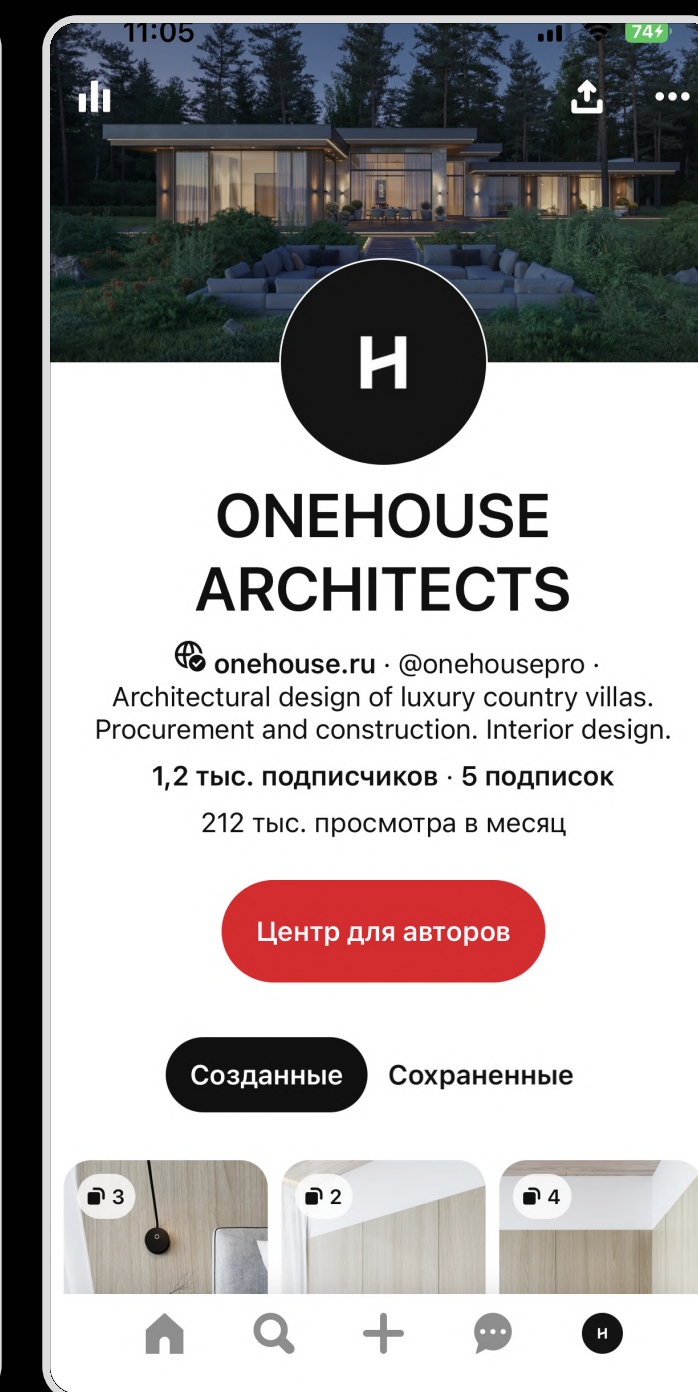 11:05
74
H
ONEHOUSE
ARCHITECTS
onehouse.ru · @onehousepro ·
Architectural design of luxury country villas.
Procurement and construction. Interior design.
1,2 тыс. подписчиков · 5 подписок
212 тыс. просмотра в месяц
Центр для авторов
Созданные Сохраненные
3 2 4
H